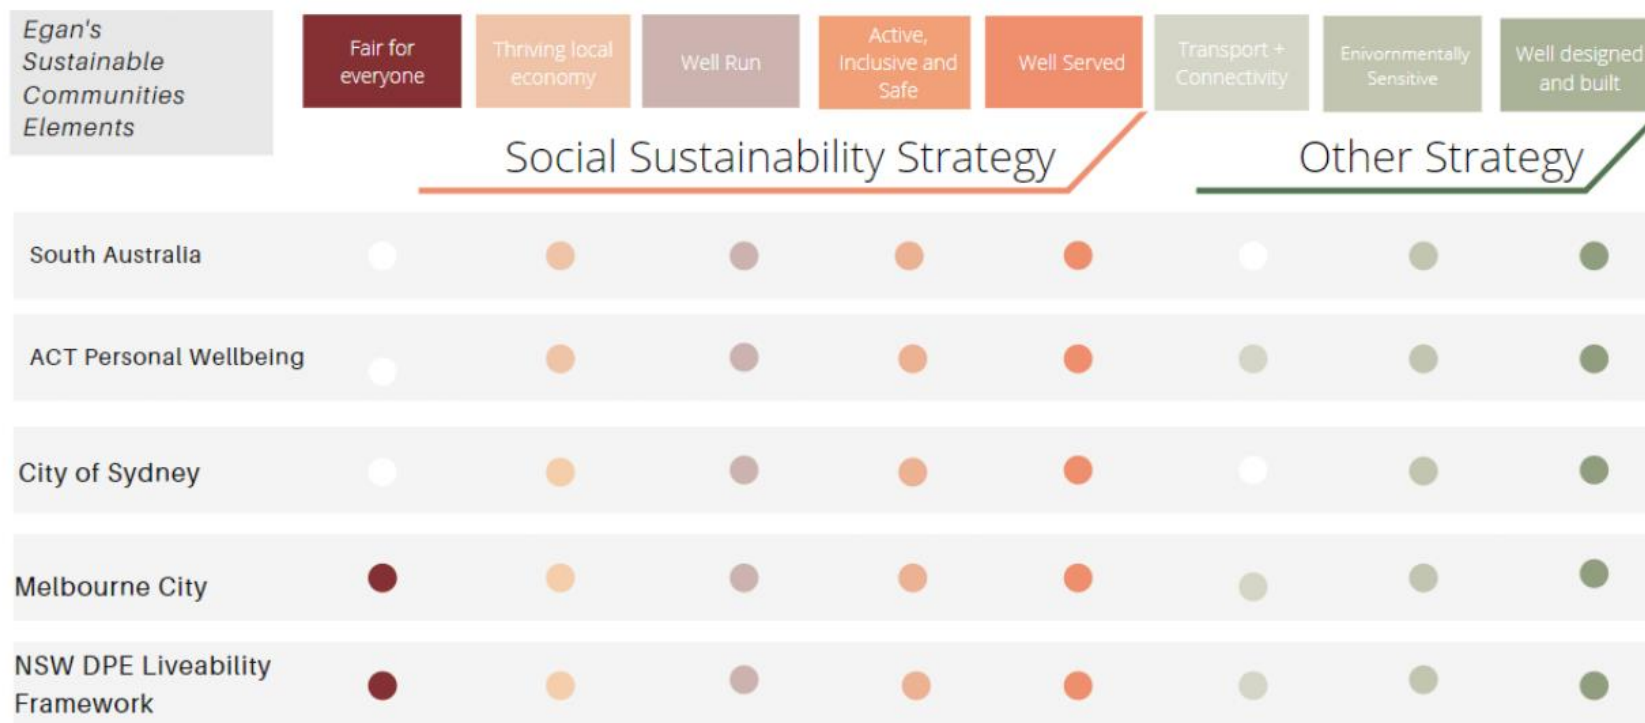 Egan's
Sustainable
Communities
Elements
Fair for
everyone
Thriving local
economy
Well Run
Active,
Inclusive and
Safe
Well Served
Transport +
Connectivity
Enivornmentally
Sensitive
Well designed
and built
Social Sustainability Strategy
Other Strategy
South Australia
ACT Personal Wellbeing
City of Sydney
Melbourne City
NSW DPE Liveability
Framework